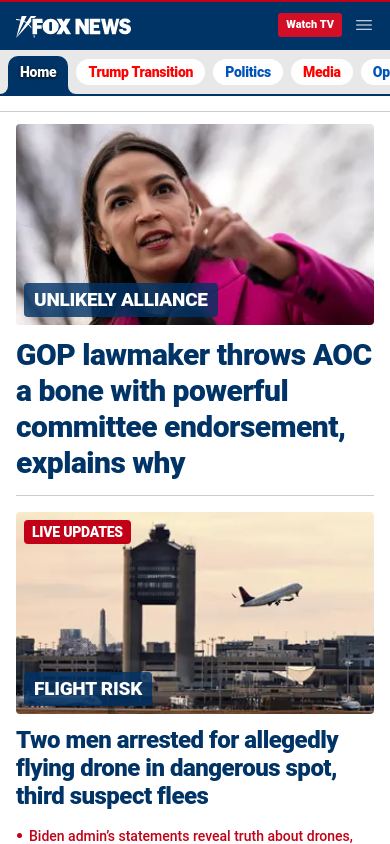 FOX NEWS
Watch TV
Home
Trump Transition
Politics
Media
Op
UNLIKELY ALLIANCE
GOP lawmaker throws AOC
a bone with powerful
committee endorsement,
explains why
LIVE UPDATES
FLIGHT RISK
Two men arrested for allegedly
flying drone in dangerous spot,
third suspect flees
• Biden admin’s statements reveal truth about drones,